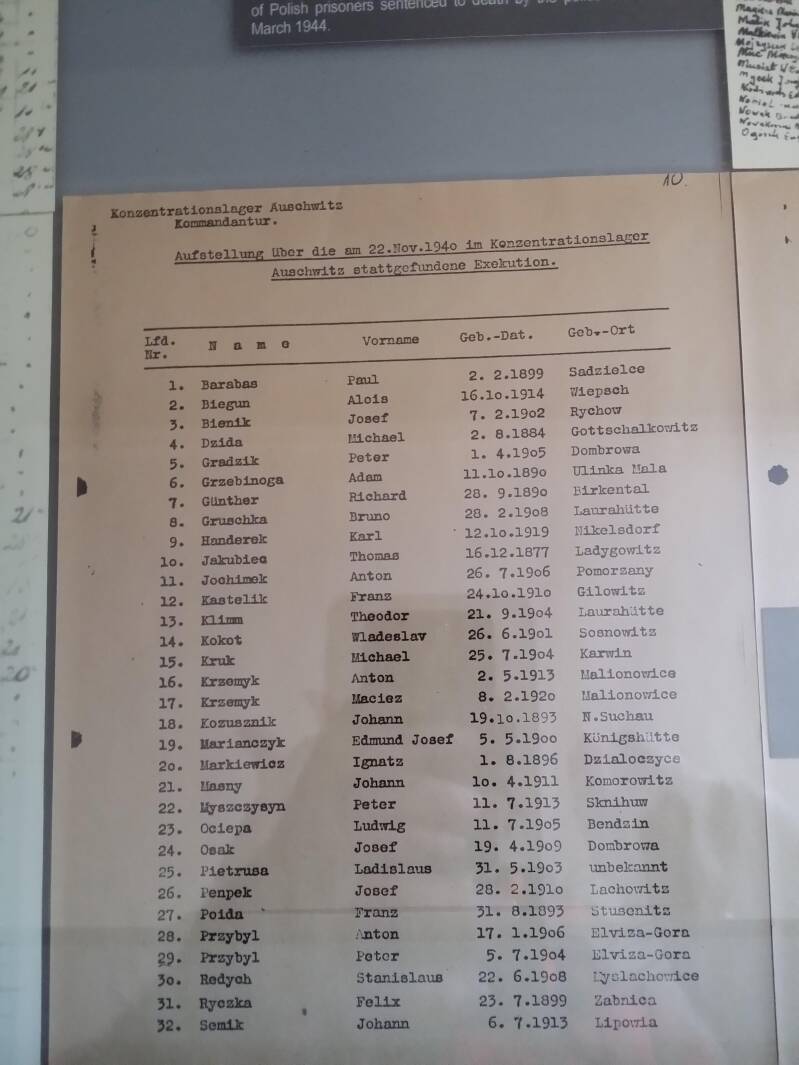 of Polish prisoners sentenced to death by the
March 1944.
10.
Konzentrationslager Auschwitz
Kommandantur.
Aufstellung über die am 22.Nov.1940 im Konzentrationslager
Auschwitz stattgefundene Exekution.
Lfd. Nr. Name Vorname Geb.-Dat. Geb.-Ort
1. Barabas Paul 2. 2.1899 Sadzielce
2. Biegun Alois 16.10.1914 Wiepsch
3. Bienik Josef 7. 2.1902 Rychow
4. Dzida Michael 2. 8.1884 Gottschalkowitz
5. Gradzik Peter 1. 4.1905 Dombrowa
6. Grzebinoga Adam 11.10.1890 Ulinka Mala
7. Günther Richard 28. 9.1890 Birkental
8. Gruschka Bruno 28. 2.1908 Laurahütte
9. Handerek Karl 12.10.1919 Nikelsdorf
10. Jakubiec Thomas 16.12.1877 Ladygowitz
11. Jochimek Anton 26. 7.1906 Pomorzany
12. Kastelik Franz 24.10.1910 Gilowitz
13. Klimm Theodor 21. 9.1904 Laurahütte
14. Kokot Wladeslav 26. 6.1901 Sosnowitz
15. Kruk Michael 25. 7.1904 Karwin
16. Krzemyk Anton 2. 5.1913 Malionowice
17. Krzemyk Maciez 8. 2.1920 Malionowice
18. Kozusznik Johann 19.10.1893 N.Suchau
19. Marianczyk Edmund Josef 5. 5.1900 Königshütte
20. Markiewicz Ignatz 1. 8.1896 Dzialoczyce
21. Masny Johann 10. 4.1911 Komorowitz
22. Myszczysyn Peter 11. 7.1913 Sknihuw
23. Ociepa Ludwig 11. 7.1905 Bendzin
24. Osak Josef 19. 4.1909 Dombrowa
25. Pietrusa Ladislaus 31. 5.1903 unbekannt
26. Penpek Josef 28. 2.1910 Lachowitz
27. Poida Franz 31. 8.1893 Stusenitz
28. Przybyl Anton 17. 1.1906 Elviza-Gora
29. Przybyl Peter 5. 7.1904 Elviza-Gora
30. Redych Stanislaus 22. 6.1908 Myslachowice
31. Ryczka Felix 23. 7.1899 Zabnica
32. Semik Johann 6. 7.1913 Lipowia